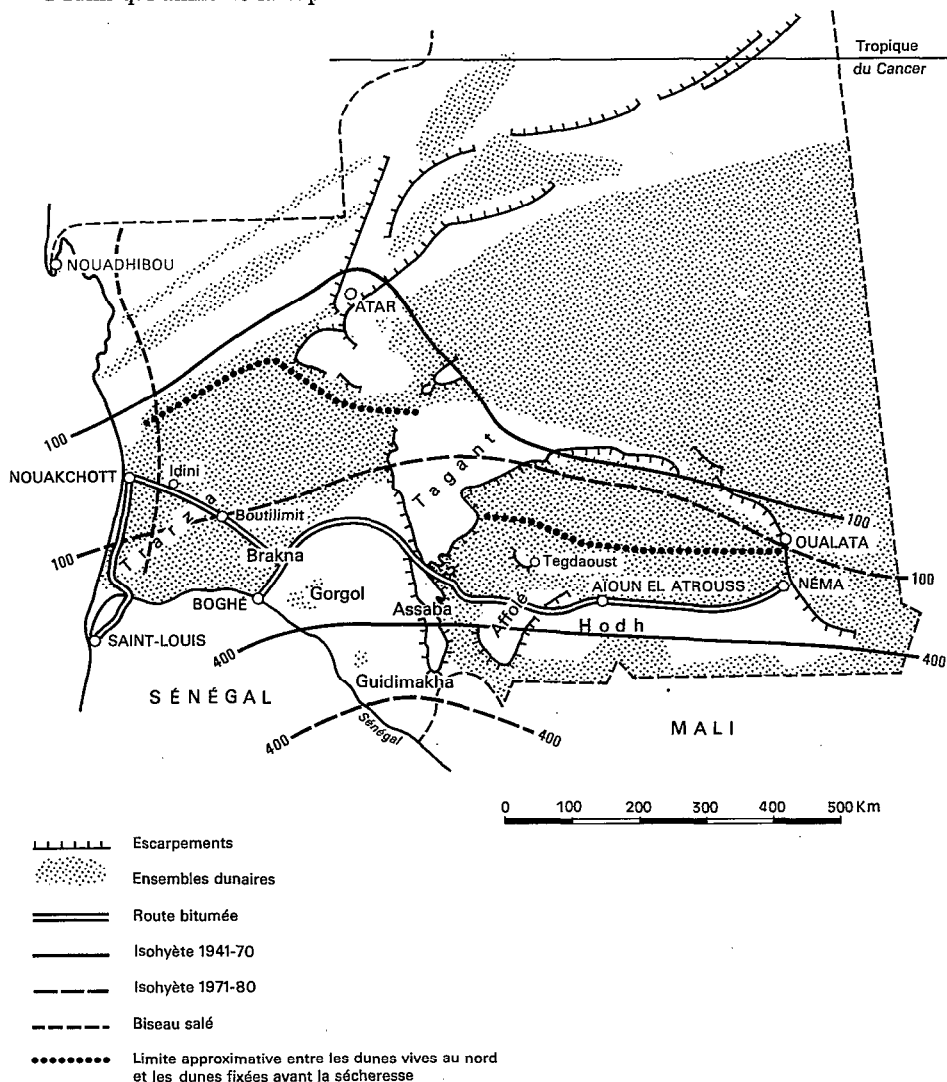 Tropique
du Cancer
NOUADHIBOU
ATAR
100
NOUAKCHOTT
Idini
Trarza
Boutilimit
100
Brakna
Tagant
100
OUALATA
100
Tegdaoust
NÉMA
AÏOUN EL ATROUSS
BOGHÉ
Gorgol
Assaba
Affolé
Hodh
SAINT-LOUIS
400
400
Guidimakha
SÉNÉGAL
Sénégal
400
400
MALI
0 100 200 300 400 500 Km
Escarpements
Ensembles dunaires
Route bitumée
Isohyète 1941-70
Isohyète 1971-80
Biseau salé
Limite approximative entre les dunes vives au nord
et les dunes fixées avant la sécheresse